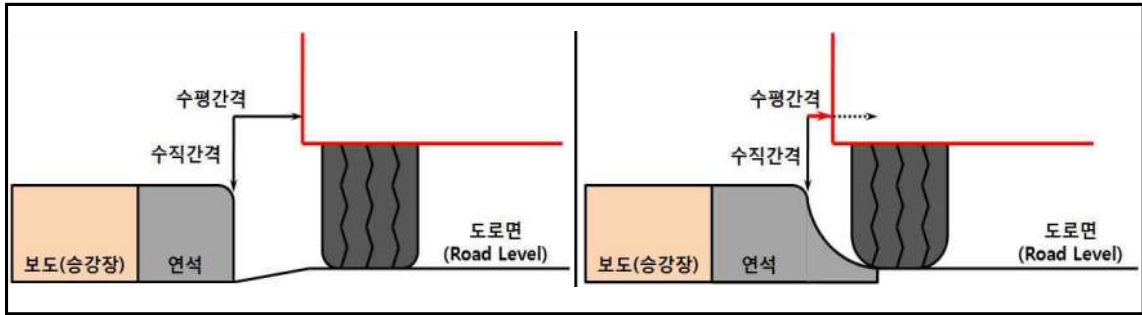 수평간격
수직간격
보도(승강장)
연석
도로면
(Road Level)
수평간격
수직간격
보도(승강장)
연석
도로면
(Road Level)